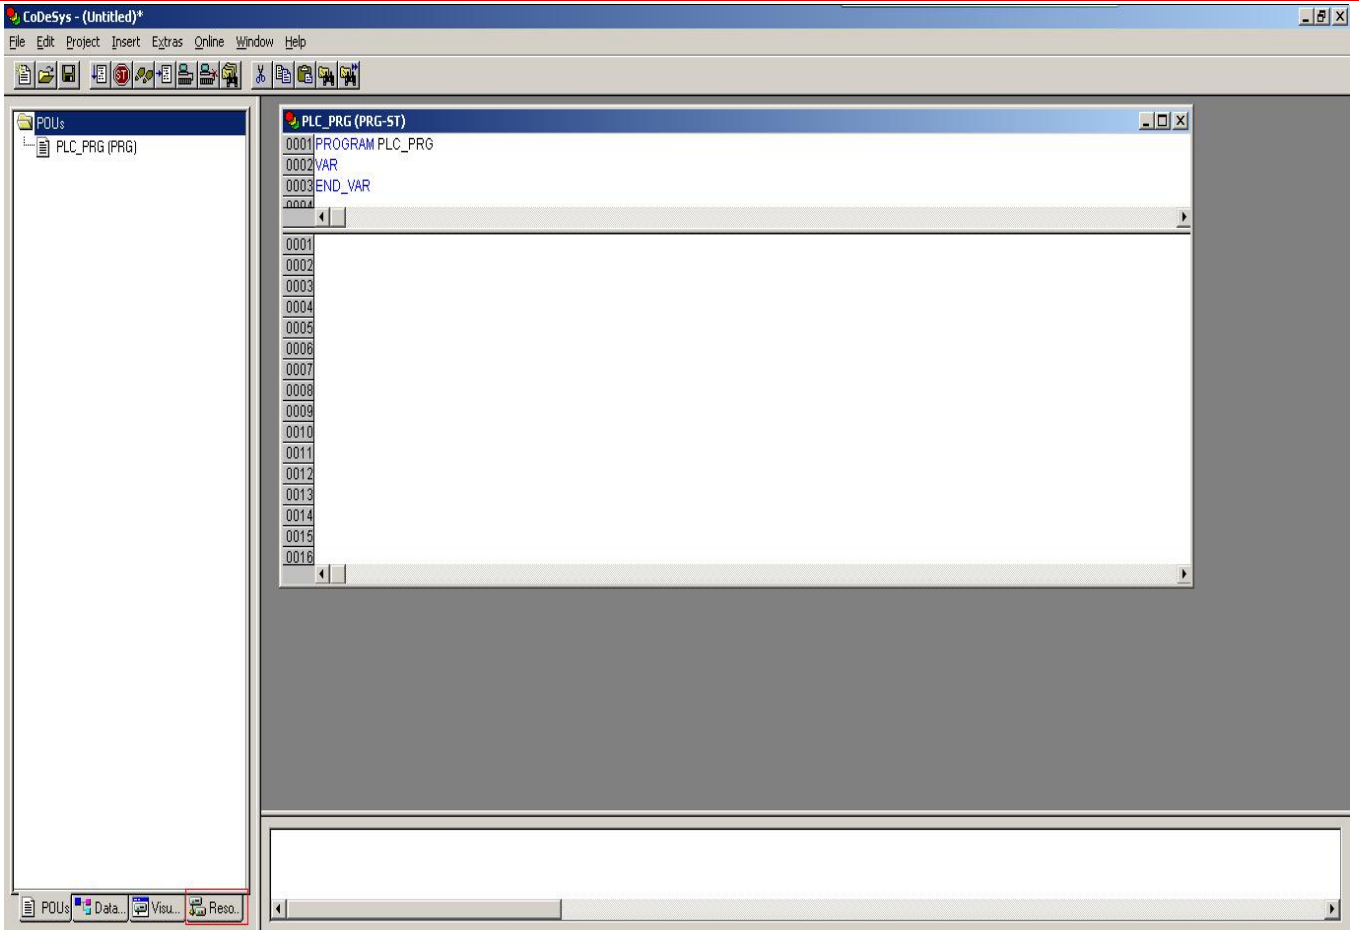 CoDeSys - (Untitled)*
File Edit Project Insert Extras Online Window Help
POUs
PLC_PRG (PRG)
PLC_PRG (PRG-ST)
0001 PROGRAM PLC_PRG
0002 VAR
0003 END_VAR
0004
0001
0002
0003
0004
0005
0006
0007
0008
0009
0010
0011
0012
0013
0014
0015
0016
POUs Data... Visu... Reso..